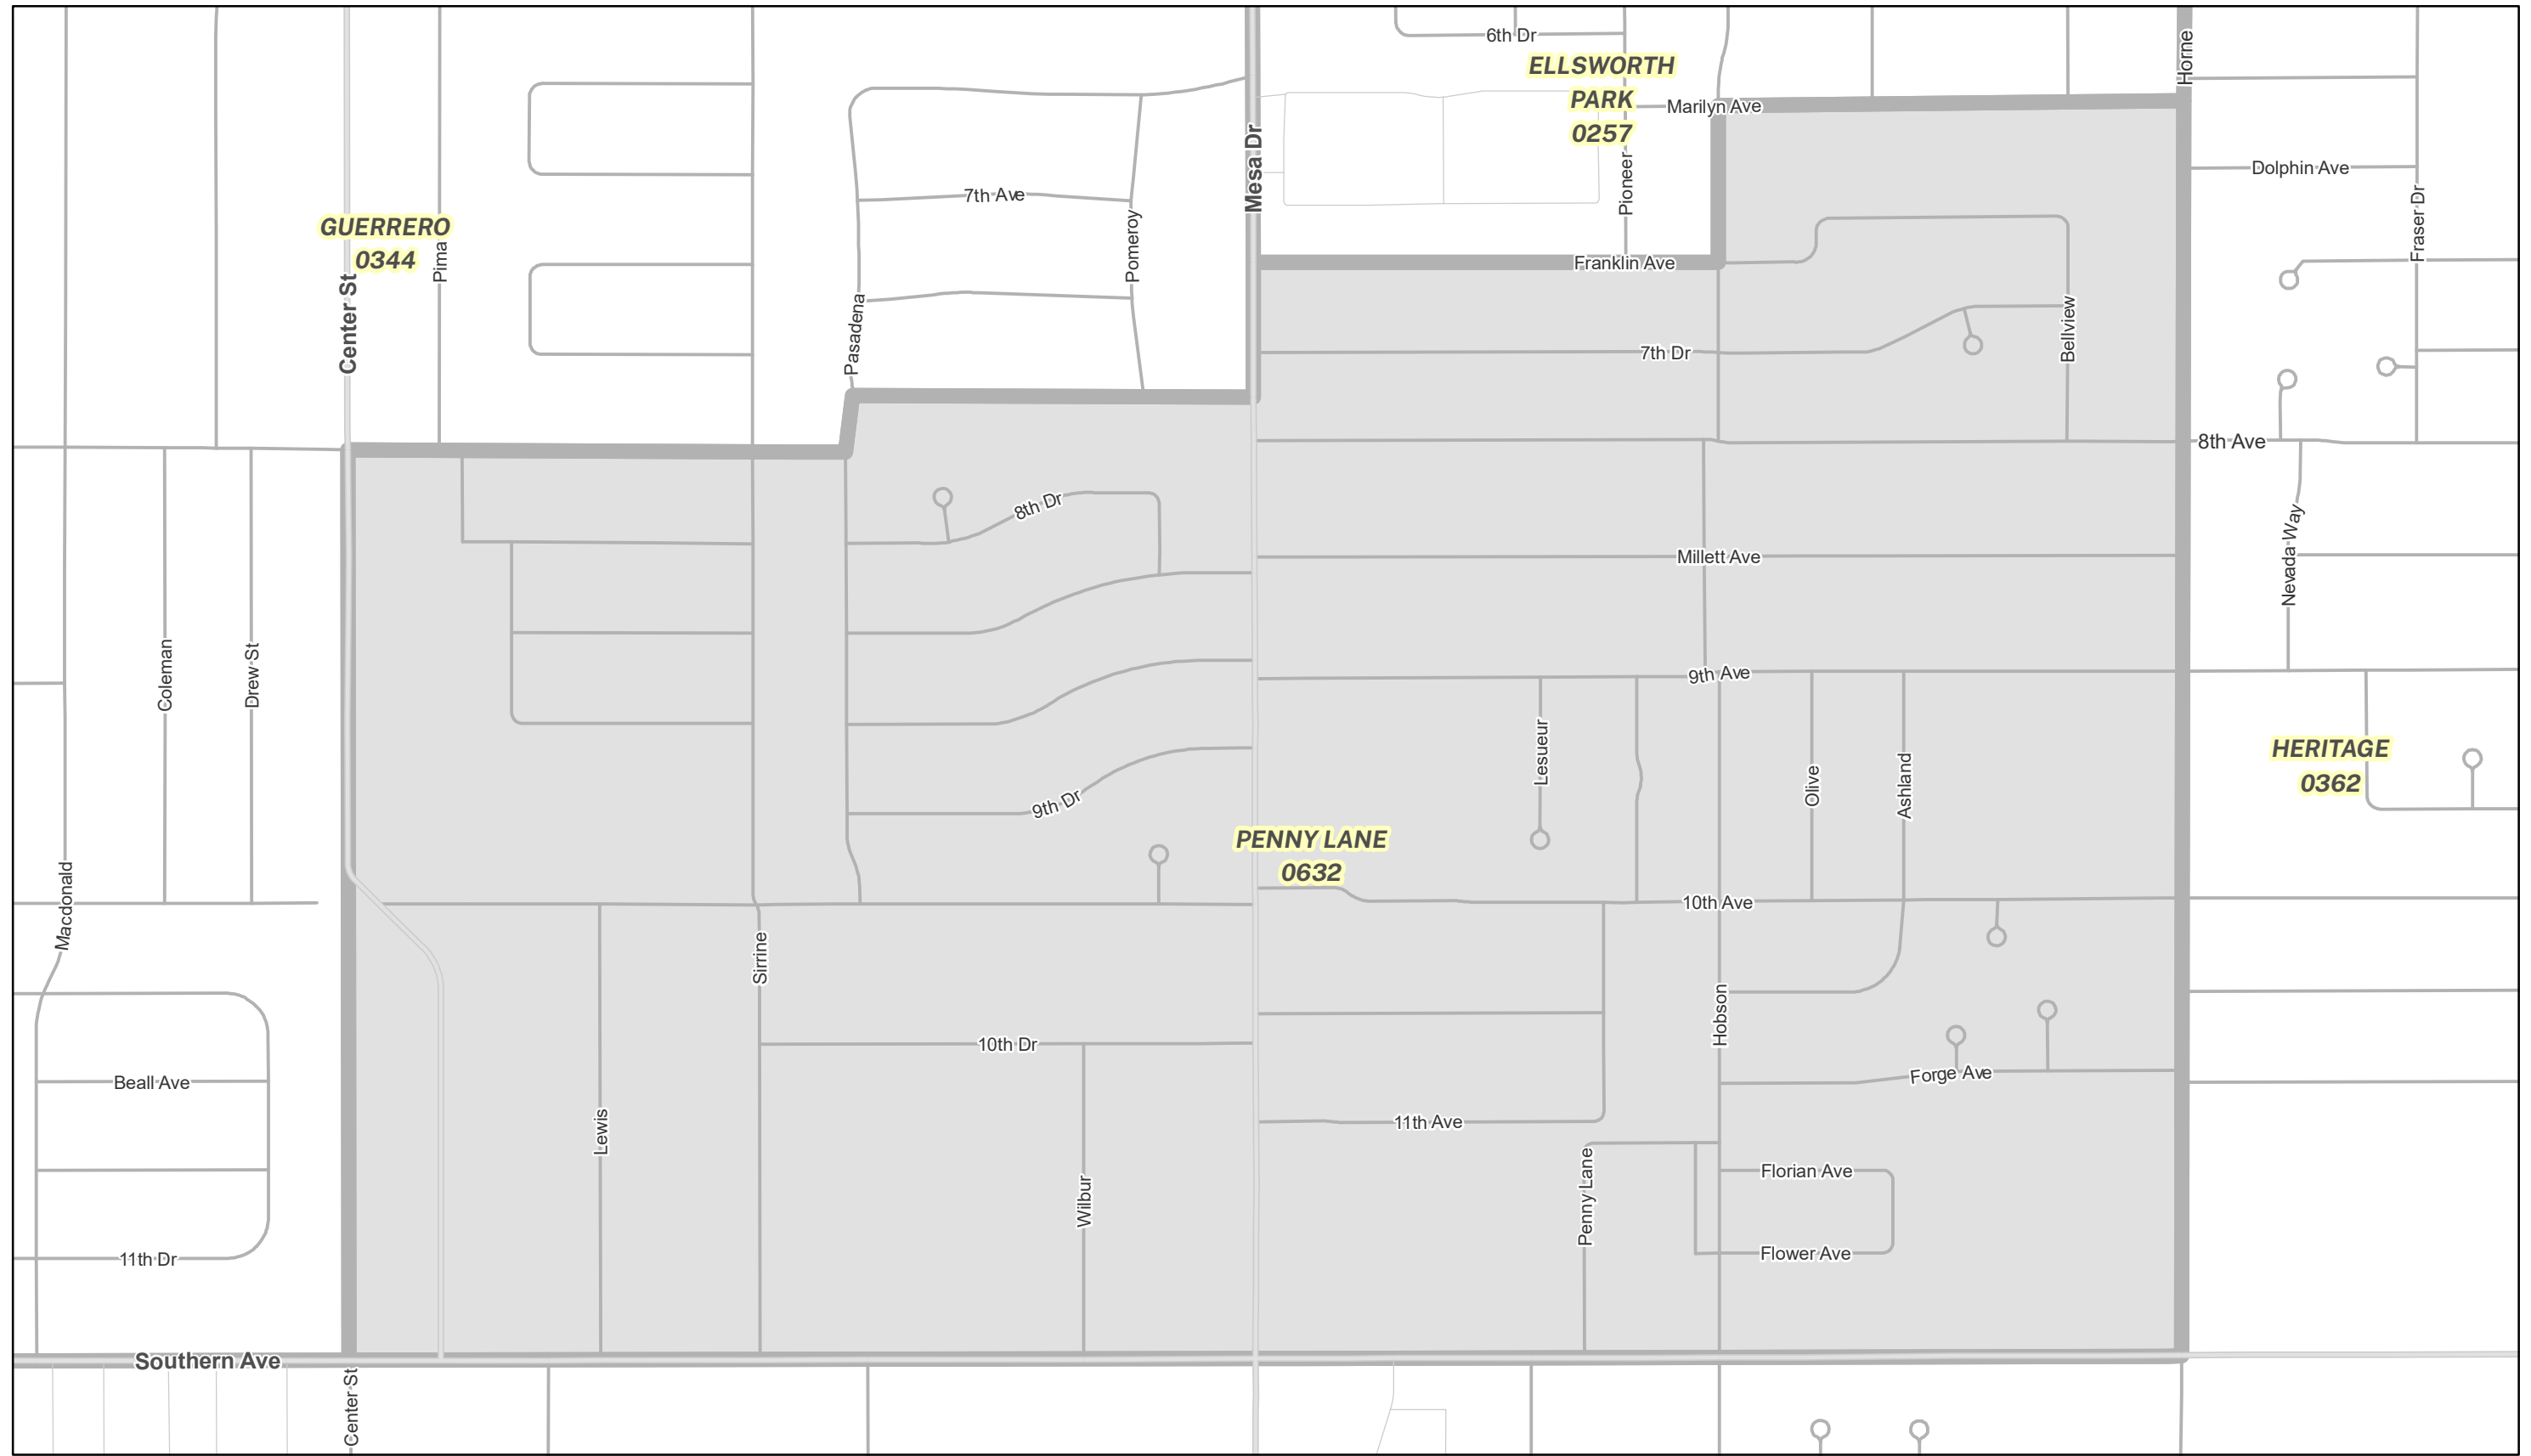 6th Dr
Horne
ELLSWORTH
PARK
0257
Marilyn Ave
Mesa Dr
Pioneer
Dolphin Ave
7th Ave
Fraser Dr
GUERRERO
0344
Pima
Pomeroy
Franklin Ave
Center St
Pasadena
Bellview
7th Dr
8th Ave
8th Dr
Nevada Way
Millett Ave
Coleman
Drew St
9th Ave
Lesueur
HERITAGE
0362
Olive
Ashland
9th Dr
PENNY LANE
0632
Macdonald
10th Ave
Sirrine
Hobson
10th Dr
Beall Ave
Forge Ave
Lewis
11th Ave
Florian Ave
Wilbur
Penny Lane
11th Dr
Flower Ave
Southern Ave
Center St